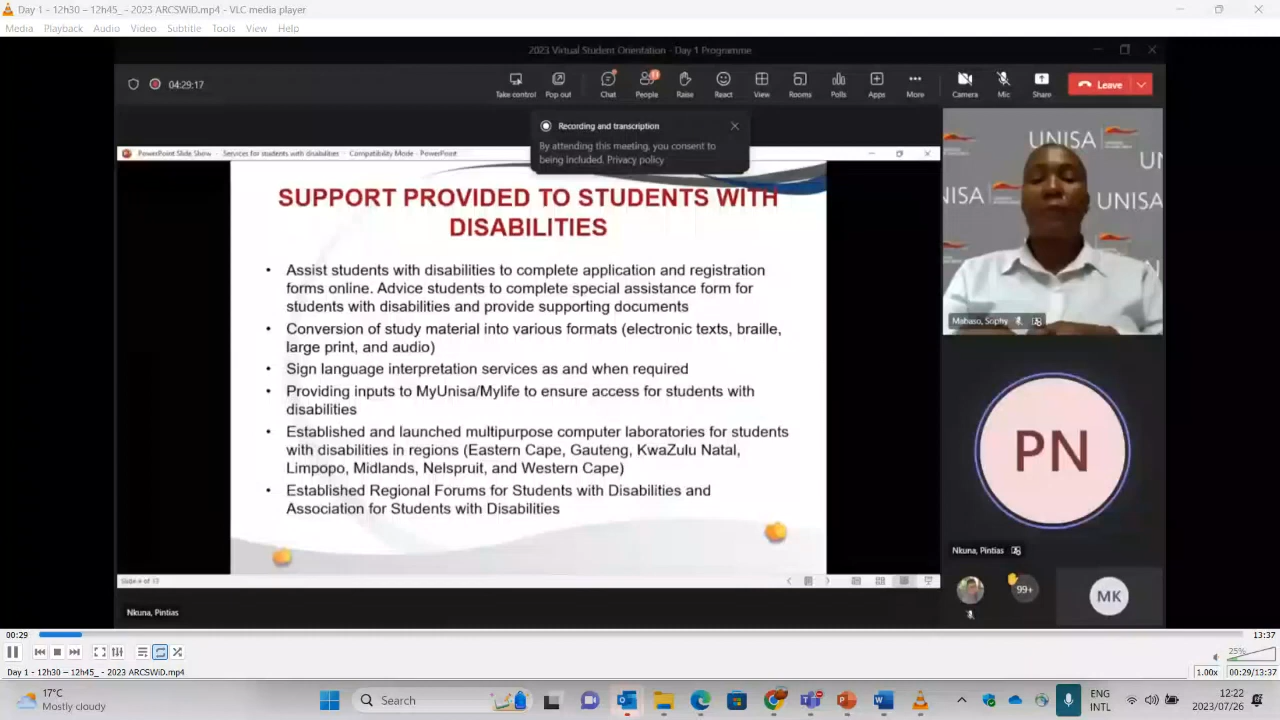 Day 1 - 12h30 – 12h45_ - 2023 ARCSWiD.mp4 - VLC media player
Media Playback Audio Video Subtitle Tools View Help
2023 Virtual Student Orientation - Day 1 Programme
04:29:17
Take control Pop out Chat People Raise React View Rooms Polls Apps More Camera Mic Share Leave
Recording and transcription
By attending this meeting, you consent to
being included. Privacy policy
PowerPoint Slide Show - Services for students with disabilities - Compatibility Mode - PowerPoint
SUPPORT PROVIDED TO STUDENTS WITH
DISABILITIES
• Assist students with disabilities to complete application and registration
forms online. Advice students to complete special assistance form for
students with disabilities and provide supporting documents
• Conversion of study material into various formats (electronic texts, braille,
large print, and audio)
• Sign language interpretation services as and when required
• Providing inputs to MyUnisa/Mylife to ensure access for students with
disabilities
• Established and launched multipurpose computer laboratories for students
with disabilities in regions (Eastern Cape, Gauteng, KwaZulu Natal,
Limpopo, Midlands, Nelspruit, and Western Cape)
• Established Regional Forums for Students with Disabilities and
Association for Students with Disabilities
UNISA
UN
NISA
UNISA
Mabaso, Sophy
PN
Nkuna, Pintias
99+
MK
Nkuna, Pintias
00:29
13:37
25%
Day 1 - 12h30 – 12h45_ - 2023 ARCSWiD.mp4
1.00x
00:29/13:37
17°C
Mostly cloudy
Search
ENG
INTL
12:22
2023/07/26